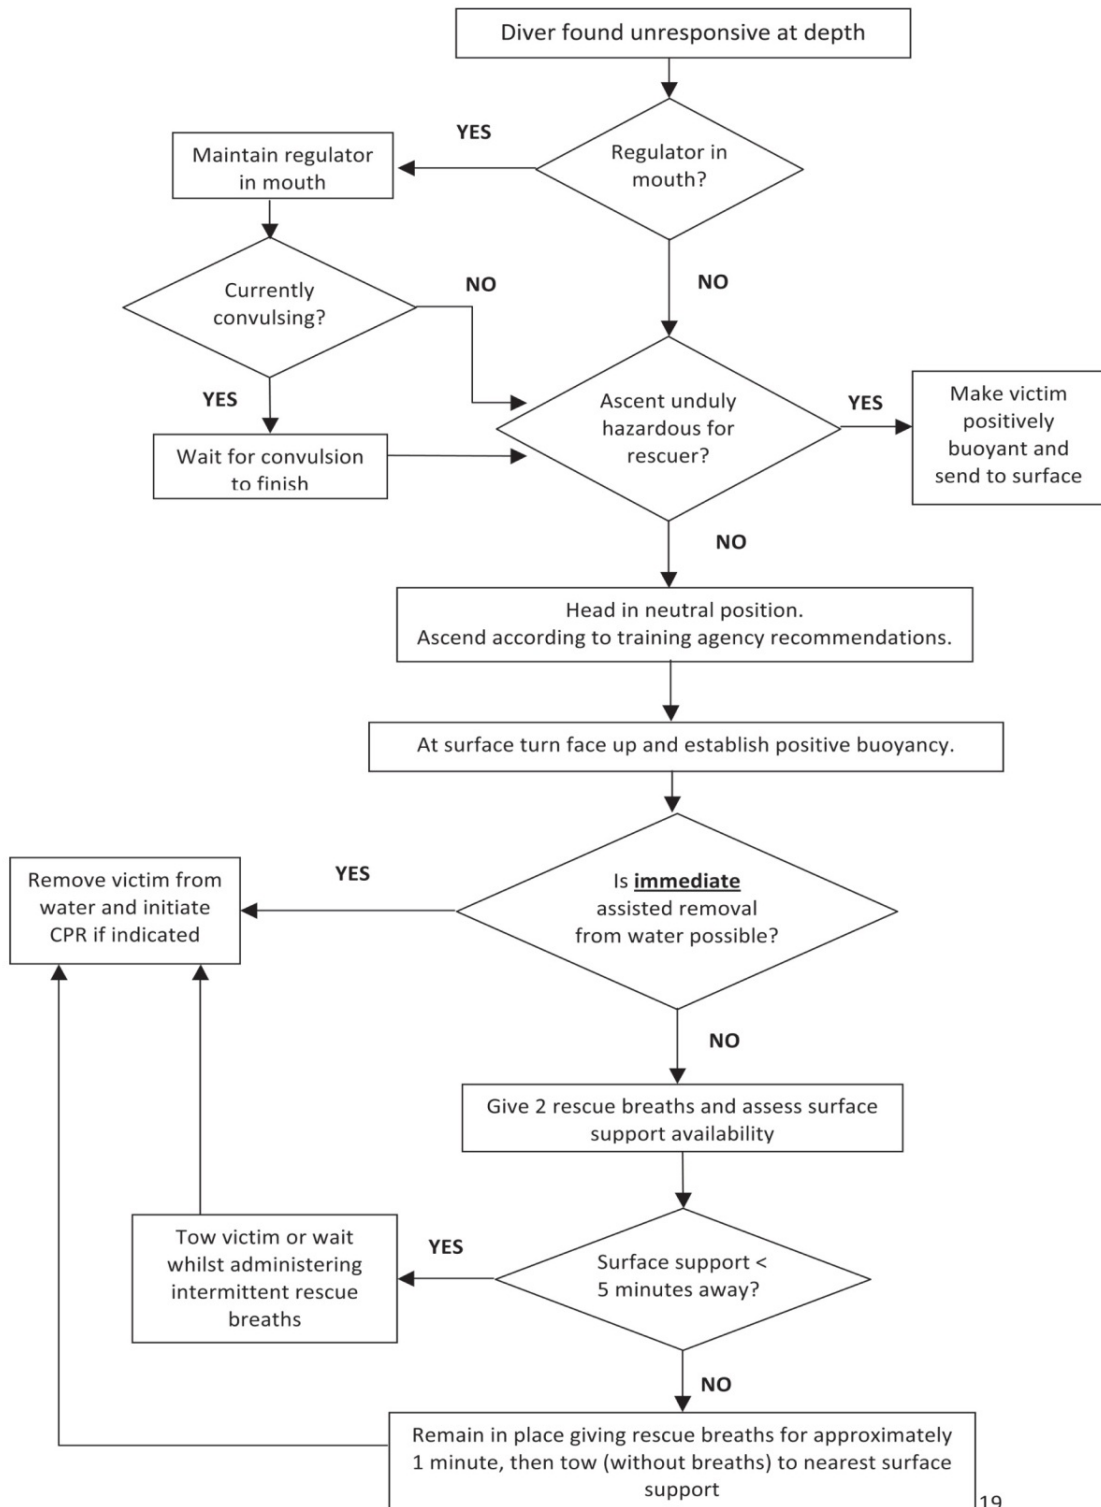 Diver found unresponsive at depth
YES
Regulator in
mouth?
Maintain regulator
in mouth
NO
Currently
convulsing?
NO
YES
Wait for convulsion
to finish
Ascent unduly
hazardous for
rescuer?
YES
Make victim
positively
buoyant and
send to surface
NO
Head in neutral position.
Ascend according to training agency recommendations.
At surface turn face up and establish positive buoyancy.
Is immediate
assisted removal
from water possible?
YES
Remove victim from
water and initiate
CPR if indicated
NO
Give 2 rescue breaths and assess surface
support availability
Surface support <
5 minutes away?
YES
Tow victim or wait
whilst administering
intermittent rescue
breaths
NO
Remain in place giving rescue breaths for approximately
1 minute, then tow (without breaths) to nearest surface
support
19